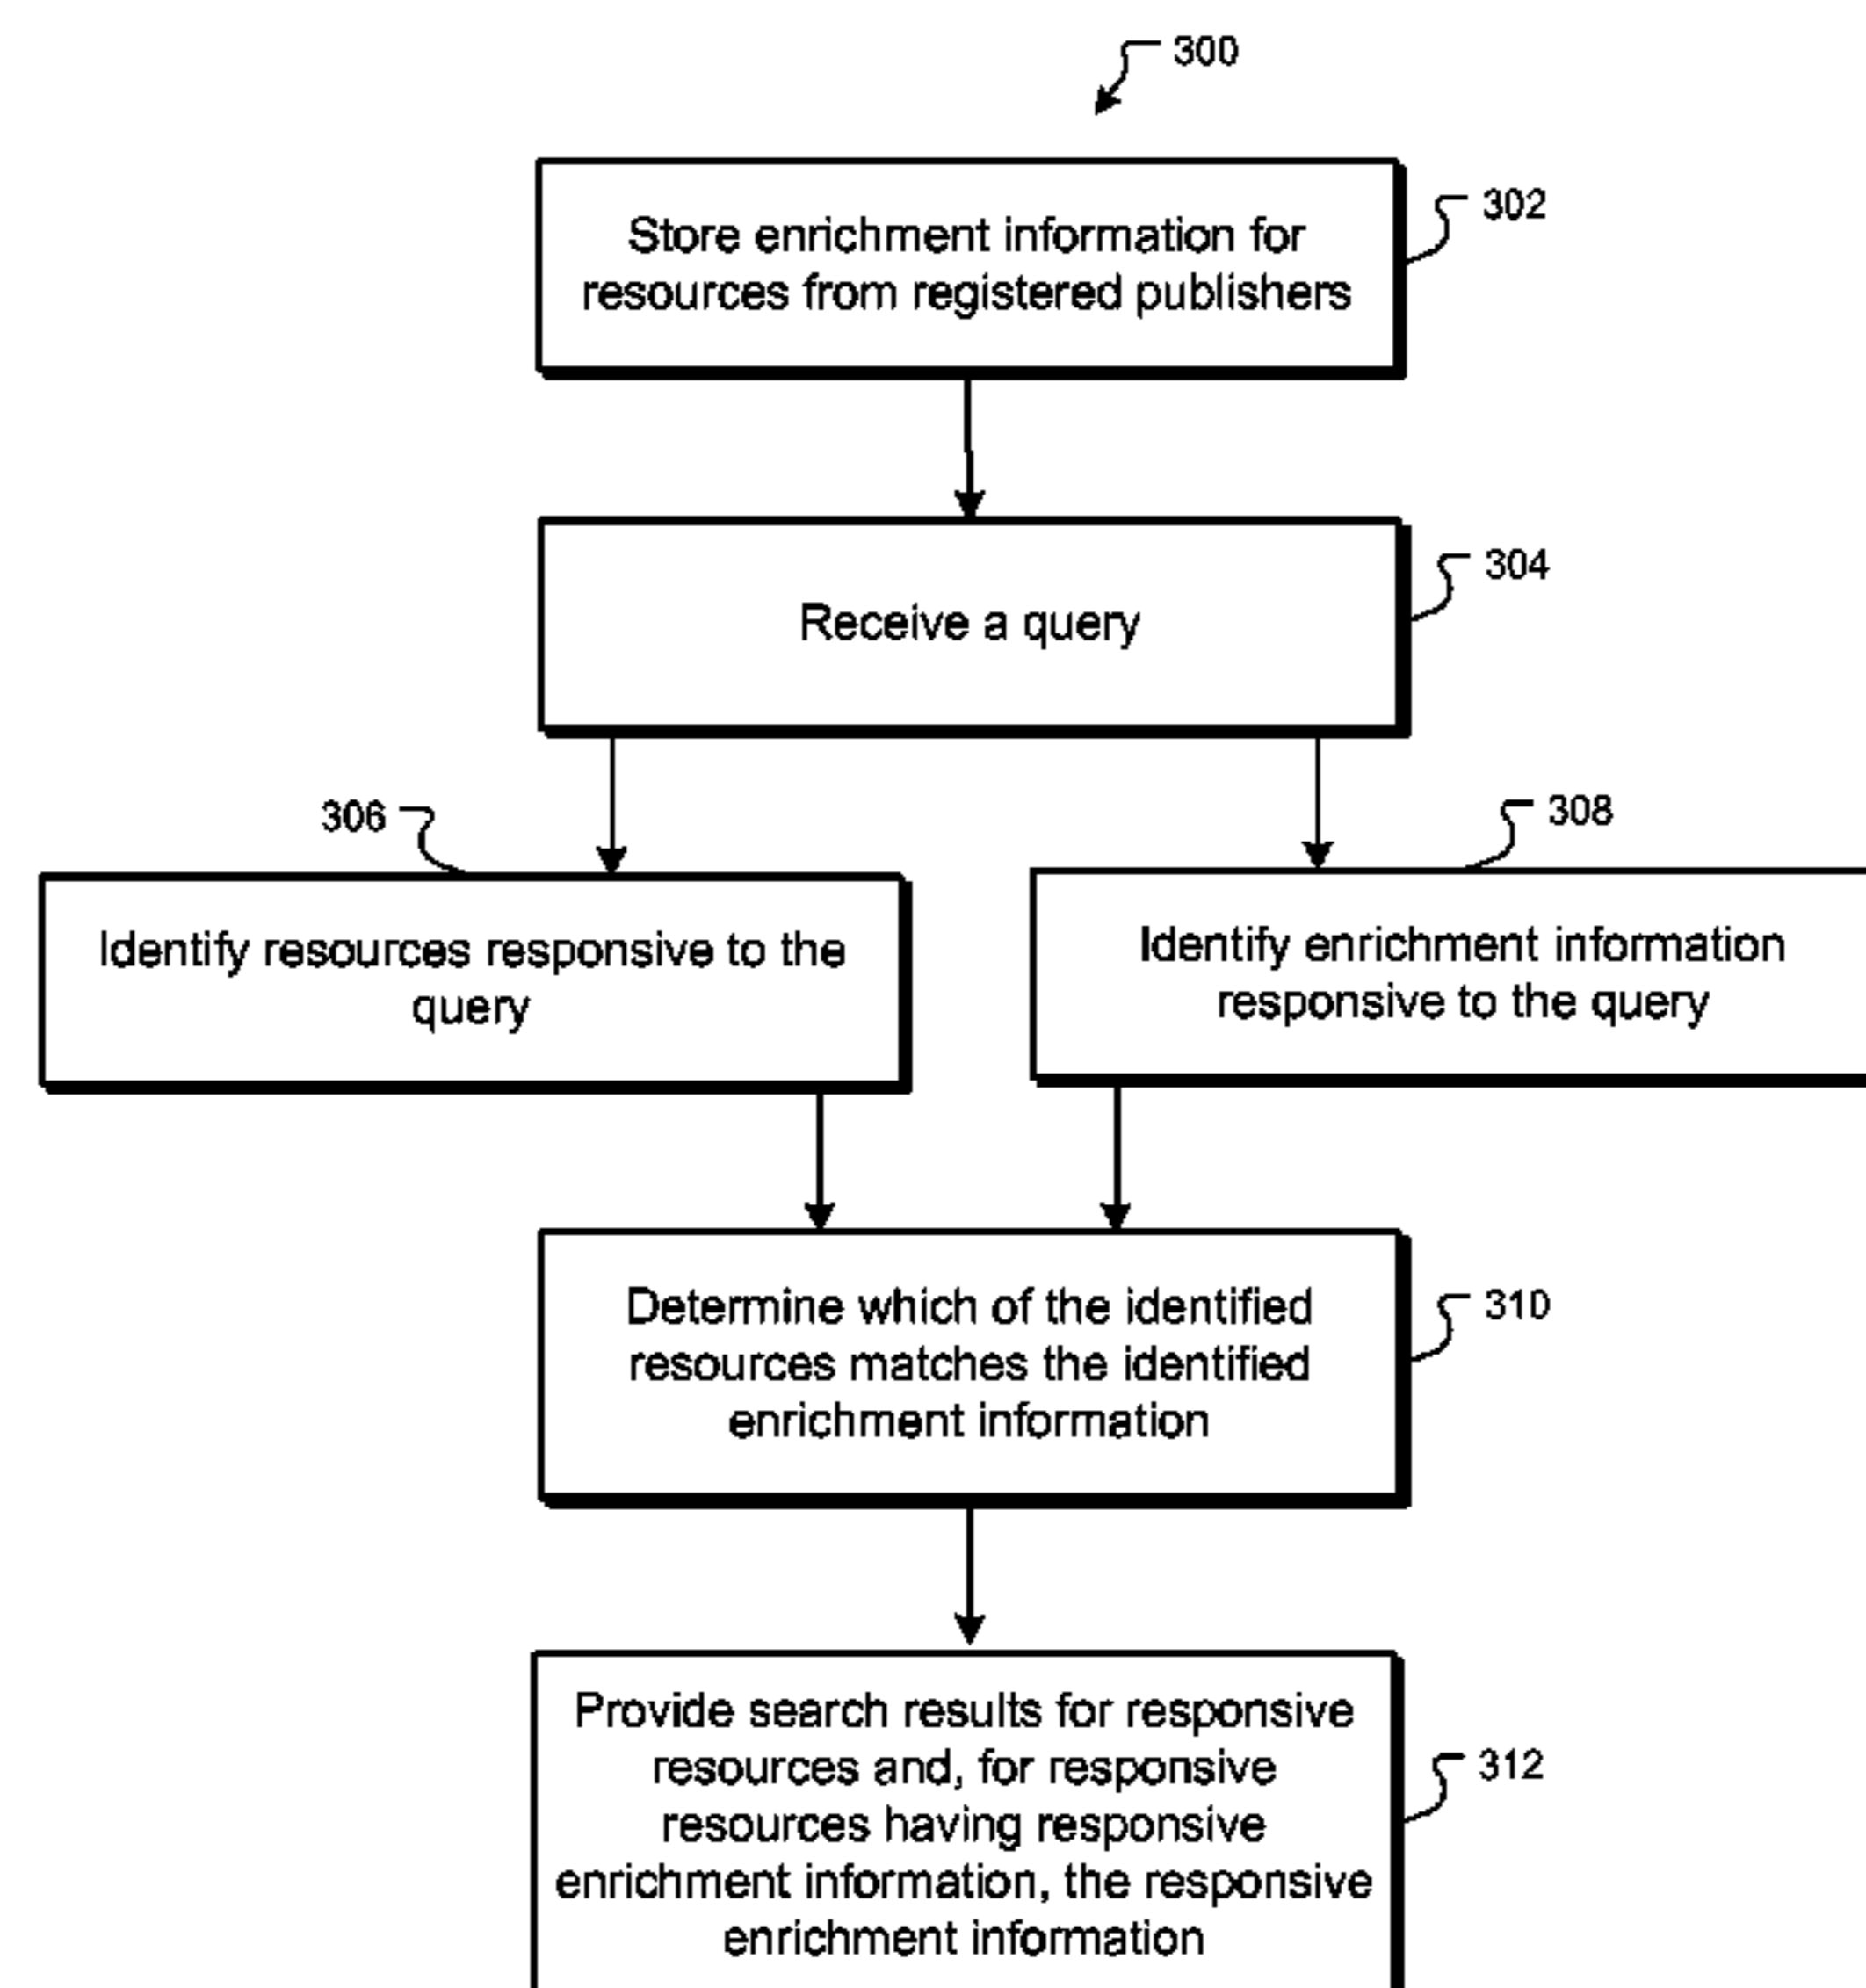 300
Store enrichment information for
resources from registered publishers
302
Receive a query
304
306
Identify resources responsive to the
query
308
Identify enrichment information
responsive to the query
Determine which of the identified
resources matches the identified
enrichment information
310
Provide search results for responsive
resources and, for responsive
resources having responsive
enrichment information, the responsive
enrichment information
312